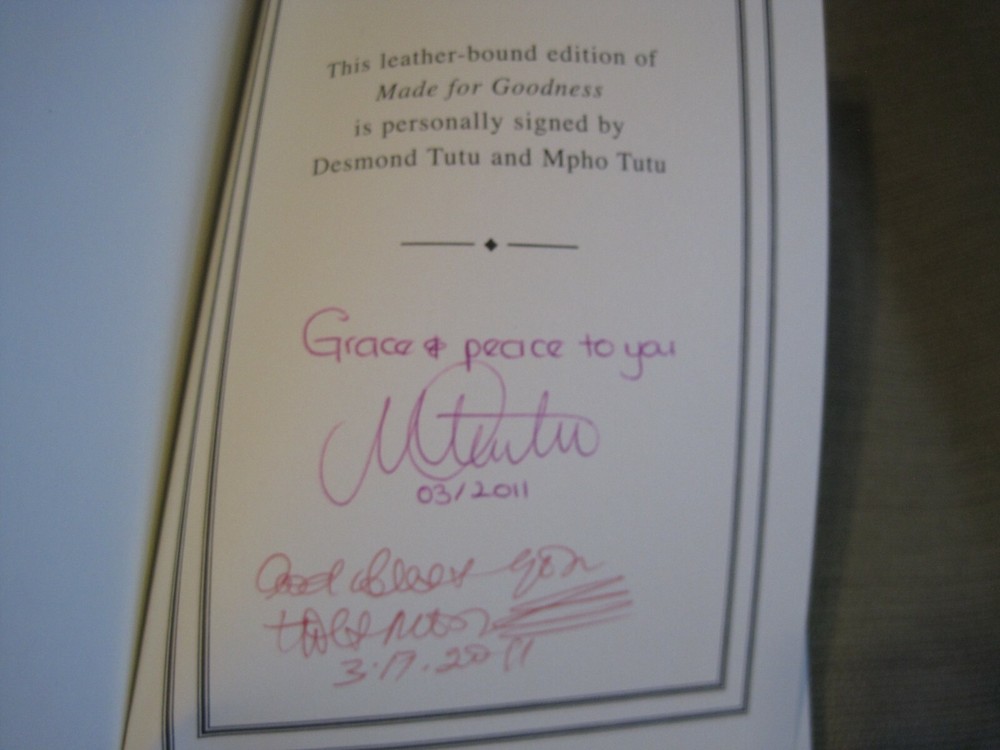 This leather-bound edition of
Made for Goodness
is personally signed by
Desmond Tutu and Mpho Tutu
Grace & peace to you
MTutu
03/2011
God bless you
3.17.2011